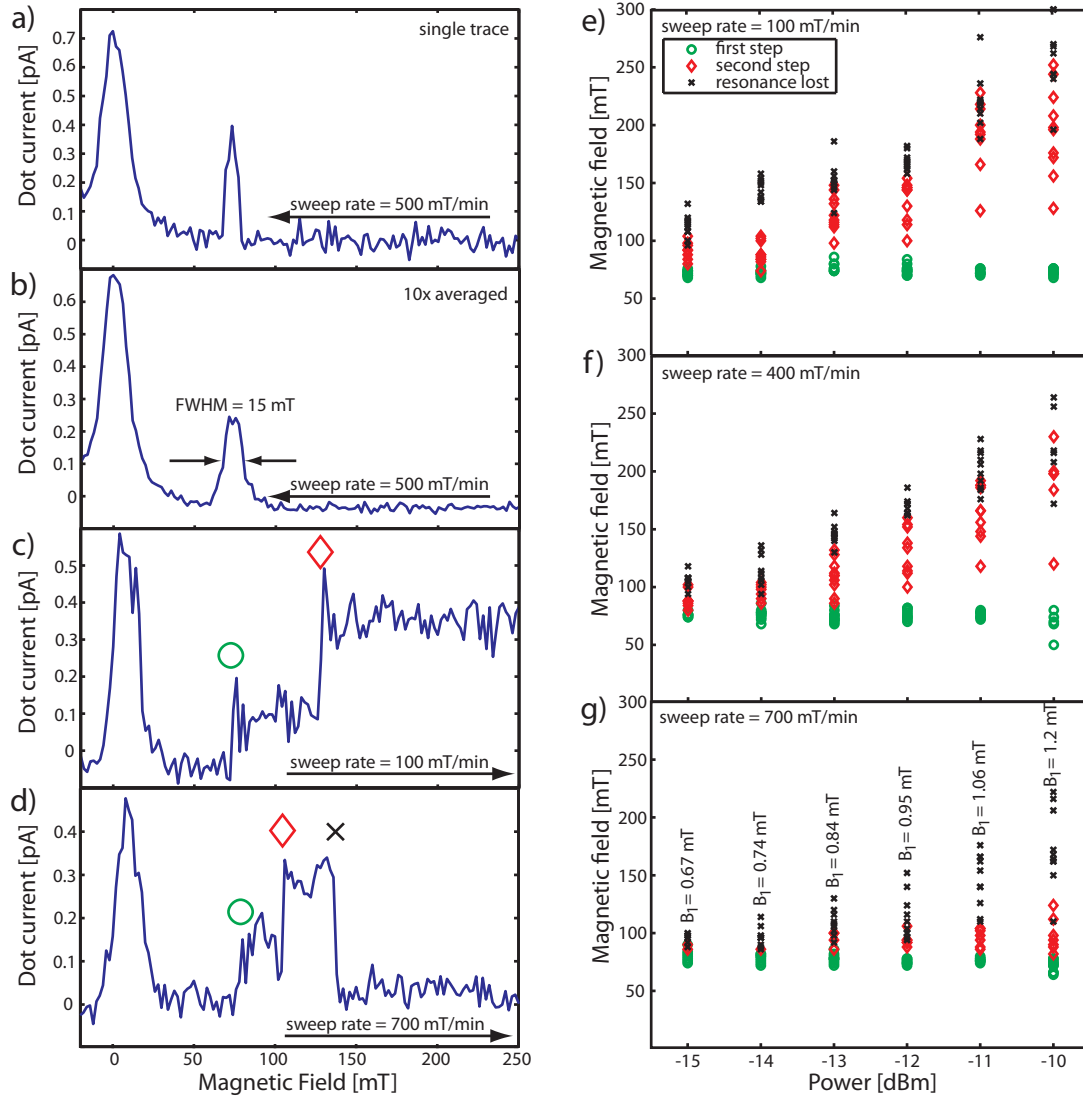 a)
single trace
Dot current [pA]
0.7
0.6
0.5
0.4
0.3
0.2
0.1
0
sweep rate = 500 mT/min
b)
10x averaged
Dot current [pA]
0.6
0.5
0.4
0.3
0.2
0.1
0
FWHM = 15 mT
sweep rate = 500 mT/min
c)
Dot current [pA]
0.5
0.4
0.3
0.2
0.1
0
sweep rate = 100 mT/min
d)
Dot current [pA]
0.4
0.3
0.2
0.1
0
sweep rate = 700 mT/min
0 50 100 150 200 250
Magnetic Field [mT]
e)
sweep rate = 100 mT/min
first step
second step
resonance lost
Magnetic field [mT]
300
250
200
150
100
50
f)
sweep rate = 400 mT/min
Magnetic field [mT]
300
250
200
150
100
50
g)
sweep rate = 700 mT/min
Magnetic field [mT]
300
250
200
150
100
50
B1= 0.67 mT
B1= 0.74 mT
B1= 0.84 mT
B1= 0.95 mT
B1= 1.06 mT
B1= 1.2 mT
-15 -14 -13 -12 -11 -10
Power [dBm]